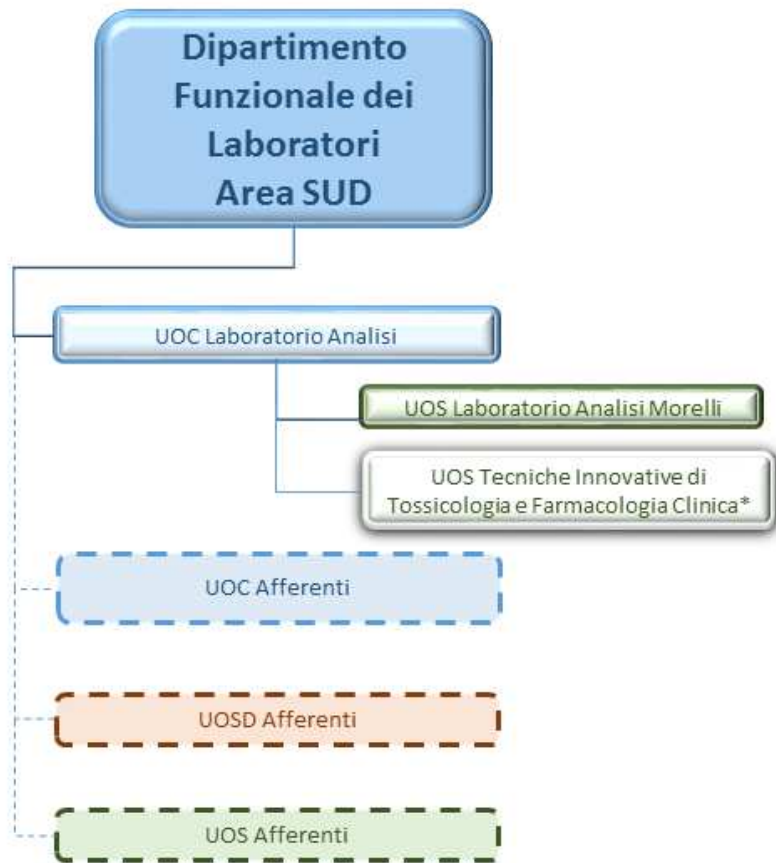 Dipartimento
Funzionale dei
Laboratori
Area SUD
UOC Laboratorio Analisi
UOS Laboratorio Analisi Morelli
UOS Tecniche Innovative di
Tossicologia e Farmacologia Clinica*
UOC Afferenti
UOSD Afferenti
UOS Afferenti